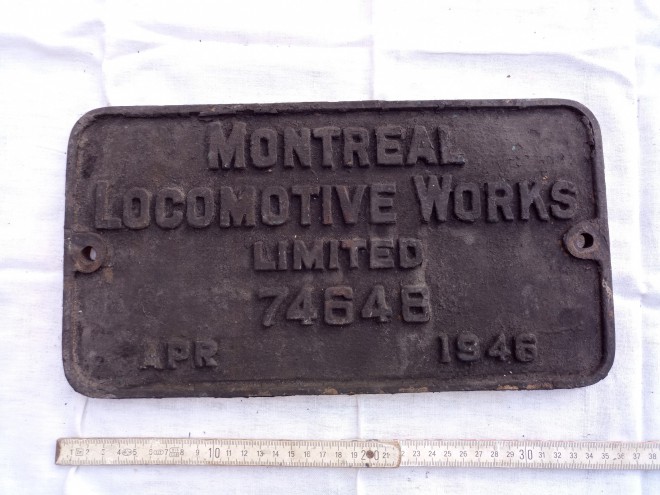 MONTREAL
LOCOMOTIVE WORKS
LIMITED
74648
APR 1946